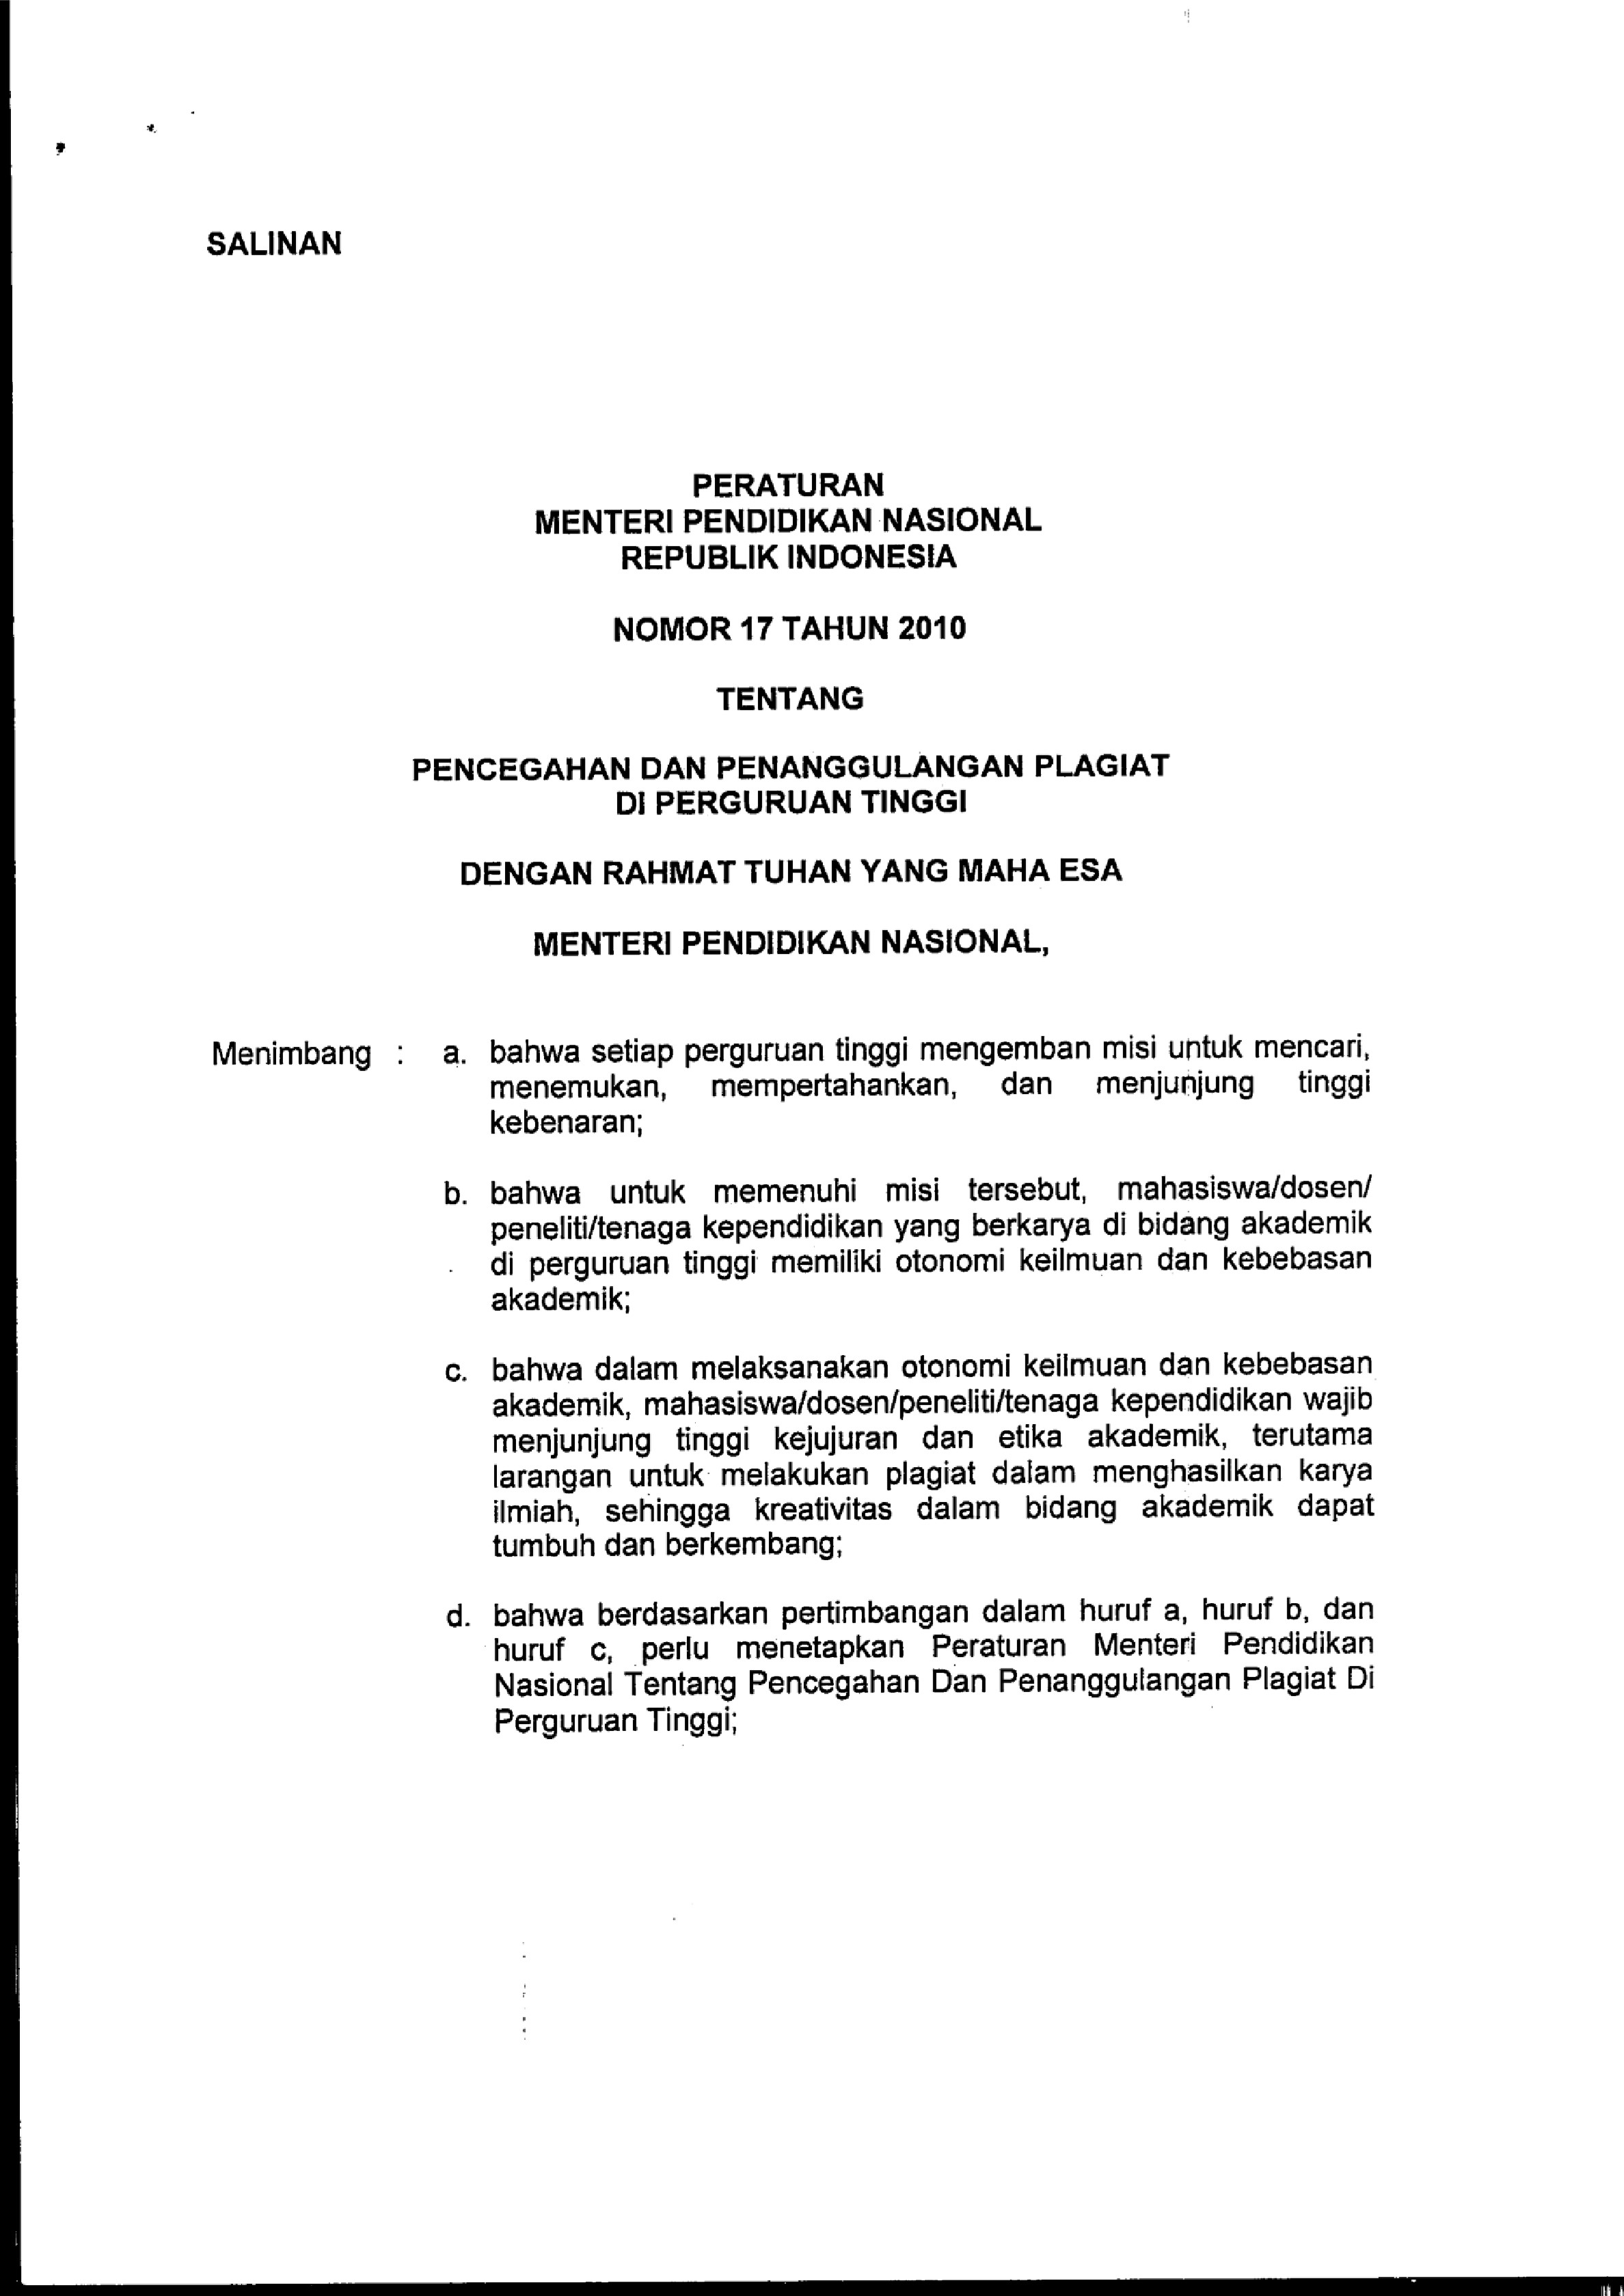 SALINAN
PERATURAN
MENTERI PENDIDIKAN NASIONAL
REPUBLIK INDONESIA
NOMOR 17 TAHUN 2010
TENTANG
PENCEGAHAN DAN PENANGGULANGAN PLAGIAT
DI PERGURUAN TINGGI
DENGAN RAHMAT TUHAN YANG MAHA ESA
MENTERI PENDIDIKAN NASIONAL,
Menimbang : a. bahwa setiap perguruan tinggi mengemban misi untuk mencari,
menemukan, mempertahankan, dan menjunjung tinggi
kebenaran;
b. bahwa untuk memenuhi misi tersebut, mahasiswa/dosen/
peneliti/tenaga kependidikan yang berkarya di bidang akademik
di perguruan tinggi memiliki otonomi keilmuan dan kebebasan
akademik;
c. bahwa dalam melaksanakan otonomi keilmuan dan kebebasan
akademik, mahasiswa/dosen/peneliti/tenaga kependidikan wajib
menjunjung tinggi kejujuran dan etika akademik, terutama
larangan untuk melakukan plagiat dalam menghasilkan karya
ilmiah, sehingga kreativitas dalam bidang akademik dapat
tumbuh dan berkembang;
d. bahwa berdasarkan pertimbangan dalam huruf a, huruf b, dan
huruf c, perlu menetapkan Peraturan Menteri Pendidikan
Nasional Tentang Pencegahan Dan Penanggulangan Plagiat Di
Perguruan Tinggi;